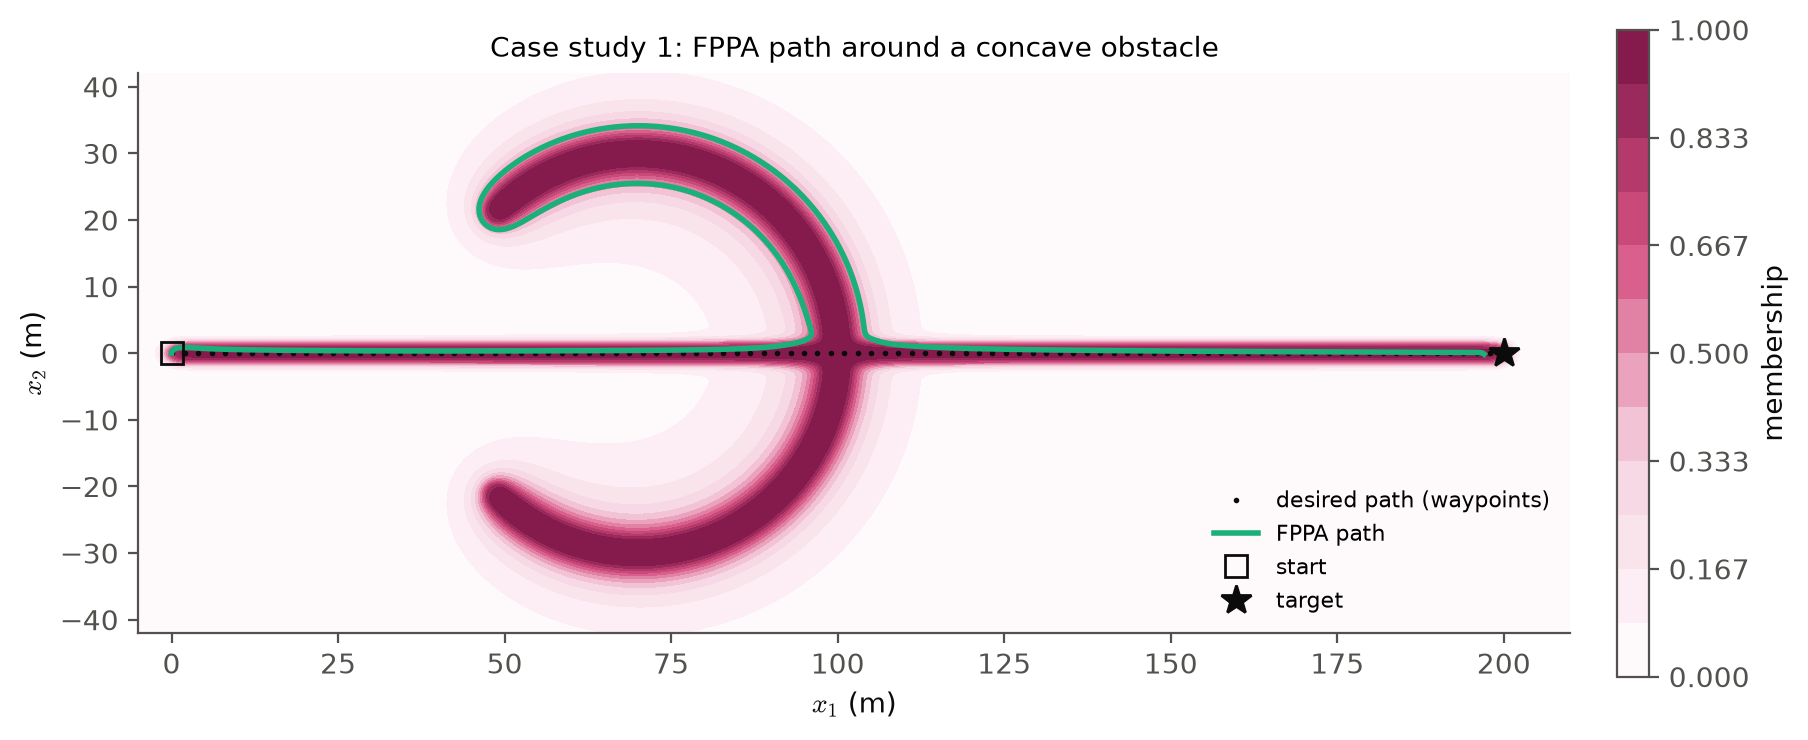 Case study 1: FPPA path around a concave obstacle
40
30
20
10
0
−10
−20
−30
−40
x2 (m)
0 25 50 75 100 125 150 175 200
x1 (m)
desired path (waypoints)
FPPA path
start
target
1.000
0.833
0.667
0.500
0.333
0.167
0.000
membership